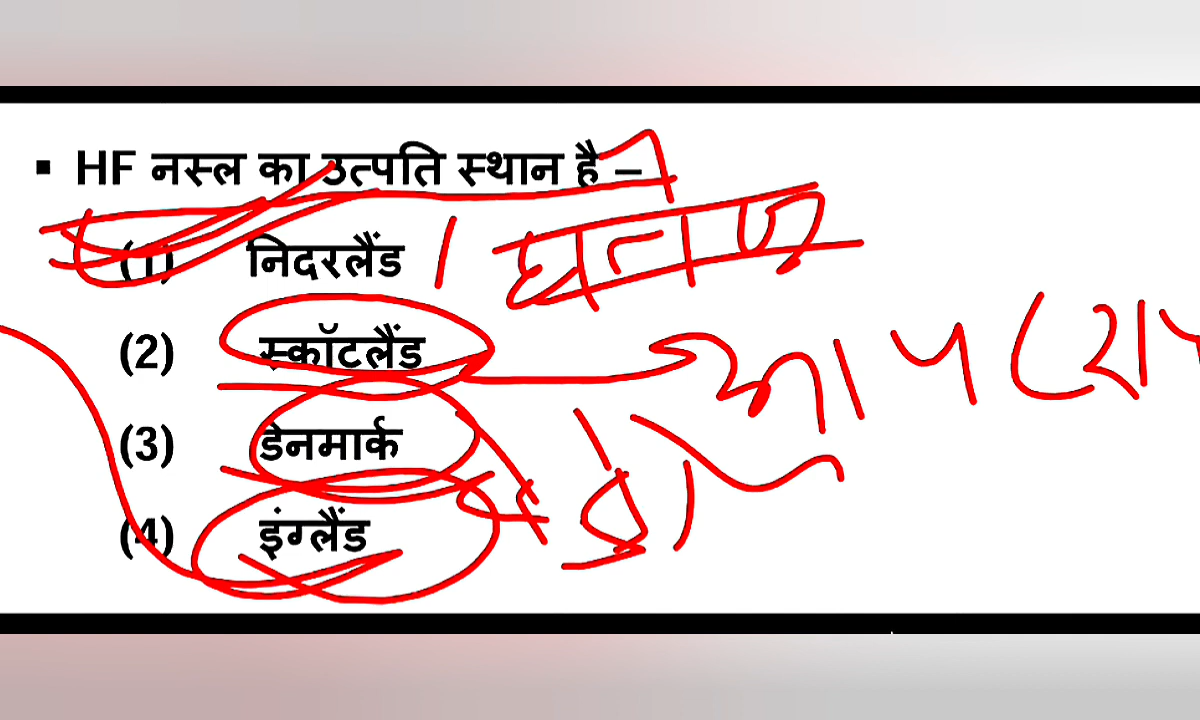 ▪ HF नस्ल का उत्पति स्थान है –
(1) निदरलैंड
(2) स्कॉटलैंड
(3) डेनमार्क
(4) इंग्लैंड